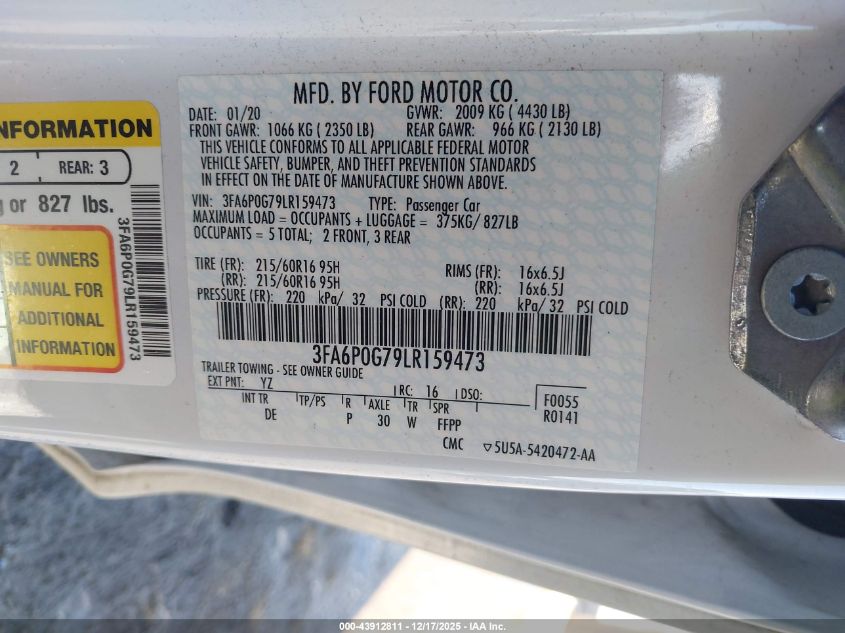 NFORMATION
2 REAR: 3
g or 827 lbs.
SEE OWNERS
MANUAL FOR
ADDITIONAL
INFORMATION
3FA6P0G79LR159473
MFD. BY FORD MOTOR CO.
DATE: 01/20 GVWR: 2009 KG ( 4430 LB)
FRONT GAWR: 1066 KG ( 2350 LB) REAR GAWR: 966 KG ( 2130 LB)
THIS VEHICLE CONFORMS TO ALL APPLICABLE FEDERAL MOTOR
VEHICLE SAFETY, BUMPER, AND THEFT PREVENTION STANDARDS
IN EFFECT ON THE DATE OF MANUFACTURE SHOWN ABOVE.
VIN: 3FA6P0G79LR159473 TYPE: Passenger Car
MAXIMUM LOAD = OCCUPANTS + LUGGAGE = 375KG/ 827LB
OCCUPANTS = 5 TOTAL; 2 FRONT, 3 REAR
TIRE (FR): 215/60R16 95H RIMS (FR): 16x6.5J
(RR): 215/60R16 95H (RR): 16x6.5J
PRESSURE (FR): 220 kPa/ 32 PSI COLD (RR): 220 kPa/ 32 PSI COLD
3FA6P0G79LR159473
TRAILER TOWING - SEE OWNER GUIDE
EXT PNT: YZ RC: 16 DSO: F0055
INT TR TP/PS R AXLE TR SPR R0141
DE P 30 W FFPP
CMC 5U5A-5420472-AA
000-43912811 - 12/17/2025 - IAA Inc.